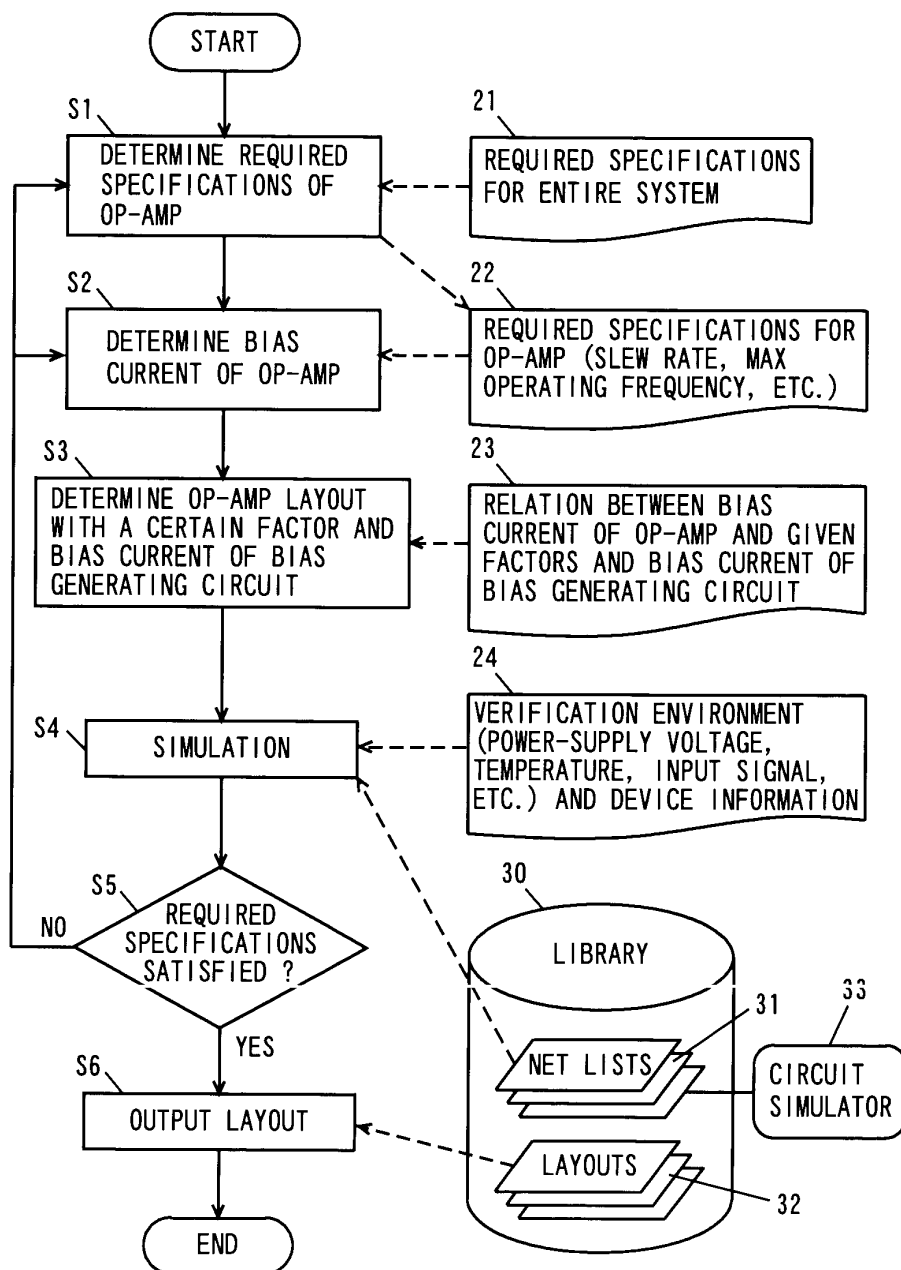 START
S1
DETERMINE REQUIRED
SPECIFICATIONS OF
OP-AMP
21
REQUIRED SPECIFICATIONS
FOR ENTIRE SYSTEM
S2
DETERMINE BIAS
CURRENT OF OP-AMP
22
REQUIRED SPECIFICATIONS FOR
OP-AMP (SLEW RATE, MAX
OPERATING FREQUENCY, ETC.)
S3
DETERMINE OP-AMP LAYOUT
WITH A CERTAIN FACTOR AND
BIAS CURRENT OF BIAS
GENERATING CIRCUIT
23
RELATION BETWEEN BIAS
CURRENT OF OP-AMP AND GIVEN
FACTORS AND BIAS CURRENT OF
BIAS GENERATING CIRCUIT
S4
SIMULATION
24
VERIFICATION ENVIRONMENT
(POWER-SUPPLY VOLTAGE,
TEMPERATURE, INPUT SIGNAL,
ETC.) AND DEVICE INFORMATION
S5
NO
REQUIRED
SPECIFICATIONS
SATISFIED ?
YES
30
LIBRARY
31
NET LISTS
33
CIRCUIT
SIMULATOR
S6
OUTPUT LAYOUT
LAYOUTS
32
END